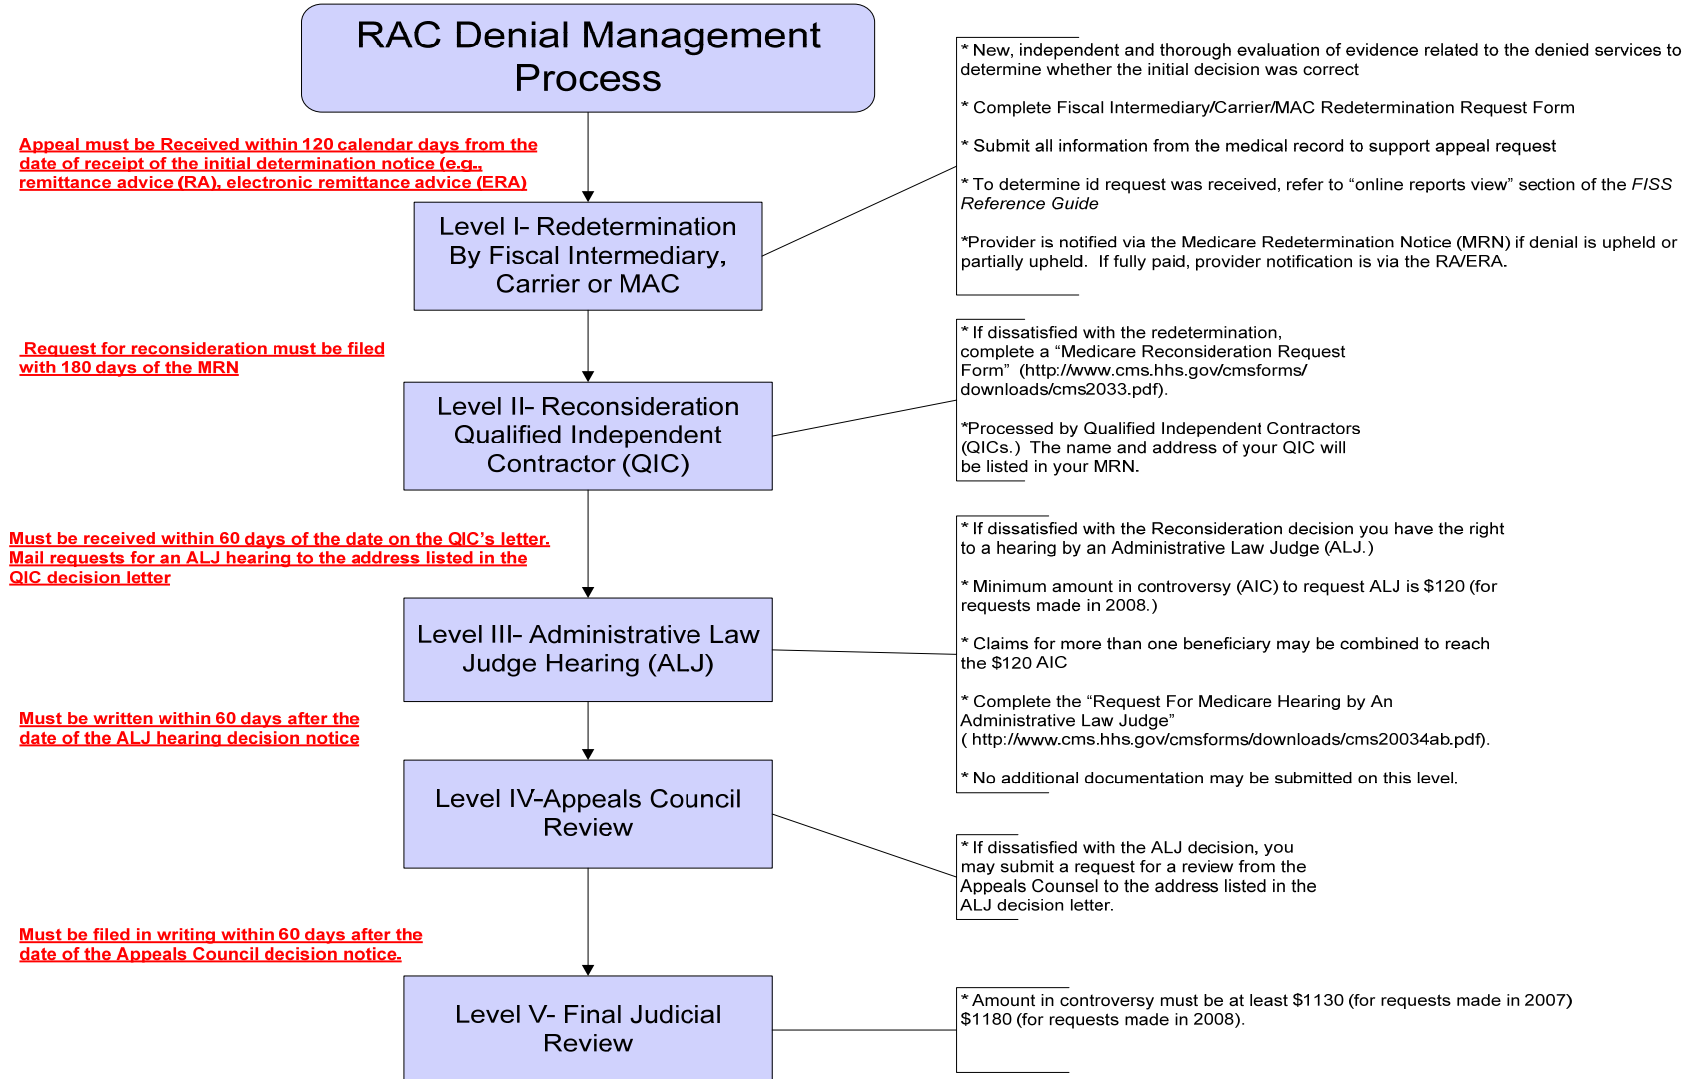 RAC Denial Management
Process
* New, independent and thorough evaluation of evidence related to the denied services to
determine whether the initial decision was correct
* Complete Fiscal Intermediary/Carrier/MAC Redetermination Request Form
* Submit all information from the medical record to support appeal request
* To determine id request was received, refer to “online reports view” section of the FISS
Reference Guide
*Provider is notified via the Medicare Redetermination Notice (MRN) if denial is upheld or
partially upheld.  If fully paid, provider notification is via the RA/ERA.
Appeal must be Received within 120 calendar days from the
date of receipt of the initial determination notice (e.g.,
remittance advice (RA), electronic remittance advice (ERA)
Level I- Redetermination
By Fiscal Intermediary,
Carrier or MAC
Request for reconsideration must be filed
with 180 days of the MRN
* If dissatisfied with the redetermination,
complete a “Medicare Reconsideration Request
Form”  (http://www.cms.hhs.gov/cmsforms/
downloads/cms2033.pdf).
*Processed by Qualified Independent Contractors
(QICs.)  The name and address of your QIC will
be listed in your MRN.
Level II- Reconsideration
Qualified Independent
Contractor (QIC)
Must be received within 60 days of the date on the QIC’s letter.
Mail requests for an ALJ hearing to the address listed in the
QIC decision letter
* If dissatisfied with the Reconsideration decision you have the right
to a hearing by an Administrative Law Judge (ALJ.)
* Minimum amount in controversy (AIC) to request ALJ is $120 (for
requests made in 2008.)
* Claims for more than one beneficiary may be combined to reach
the $120 AIC
* Complete the “Request For Medicare Hearing by An
Administrative Law Judge”
( http://www.cms.hhs.gov/cmsforms/downloads/cms20034ab.pdf).
* No additional documentation may be submitted on this level.
Level III- Administrative Law
Judge Hearing (ALJ)
Must be written within 60 days after the
date of the ALJ hearing decision notice
Level IV-Appeals Council
Review
* If dissatisfied with the ALJ decision, you
may submit a request for a review from the
Appeals Counsel to the address listed in the
ALJ decision letter.
Must be filed in writing within 60 days after the
date of the Appeals Council decision notice.
Level V- Final Judicial
Review
* Amount in controversy must be at least $1130 (for requests made in 2007)
$1180 (for requests made in 2008).